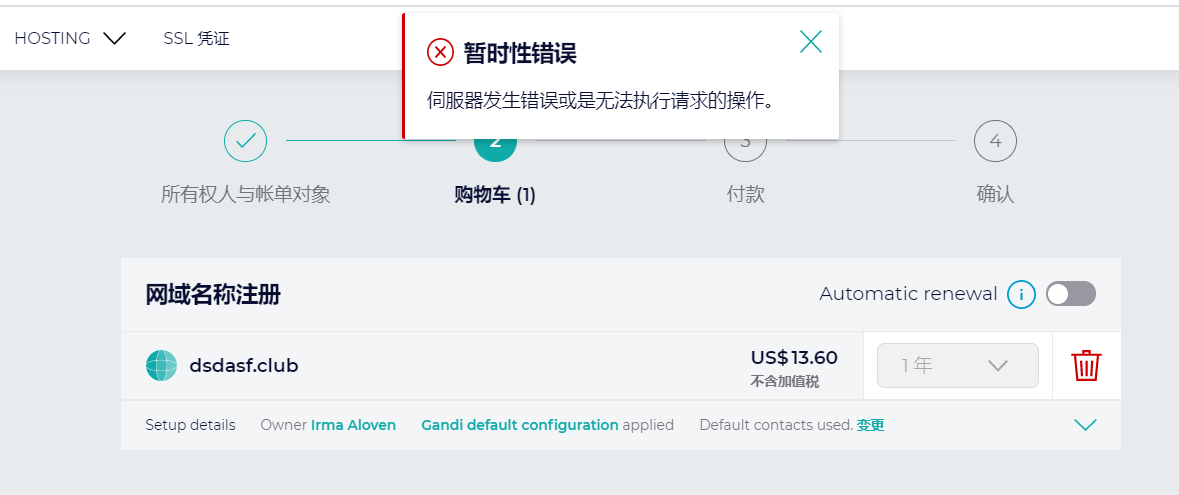 HOSTING
SSL 凭证
暂时性错误
伺服器发生错误或是无法执行请求的操作。
2
3
4
所有权人与帐单对象
购物车 (1)
付款
确认
网域名称注册
Automatic renewal
i
dsdasf.club
US$13.60
不含加值税
1 年
Setup details
Owner Irma Aloven
Gandi default configuration applied
Default contacts used. 变更